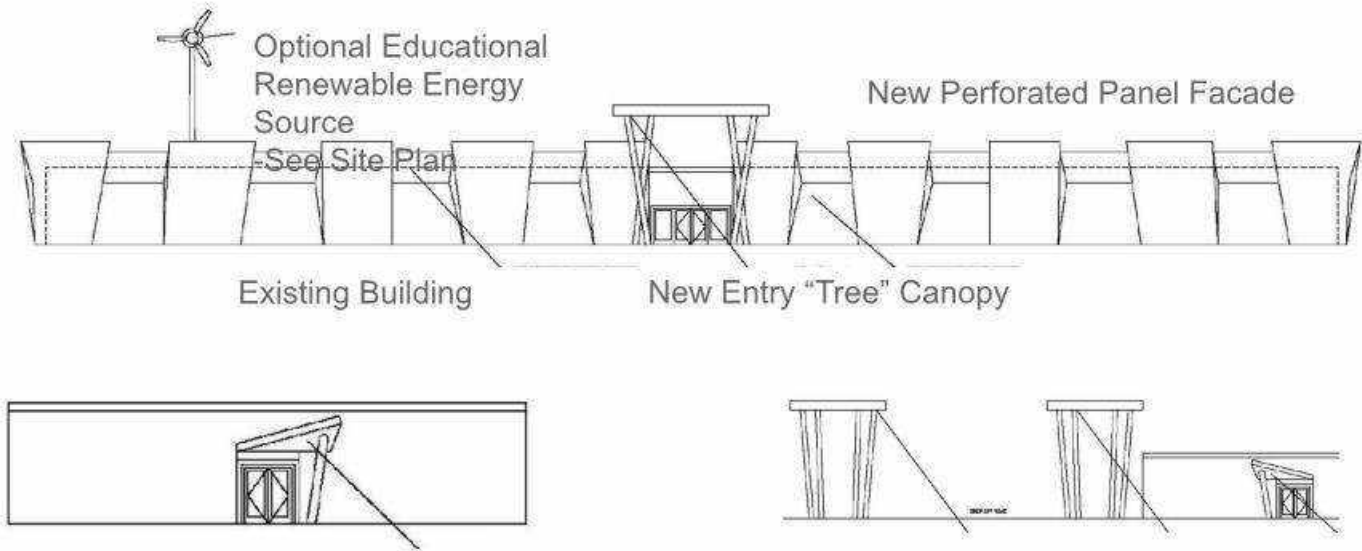 Optional Educational
Renewable Energy
Source
-See Site Plan
New Perforated Panel Facade
Existing Building
New Entry “Tree” Canopy